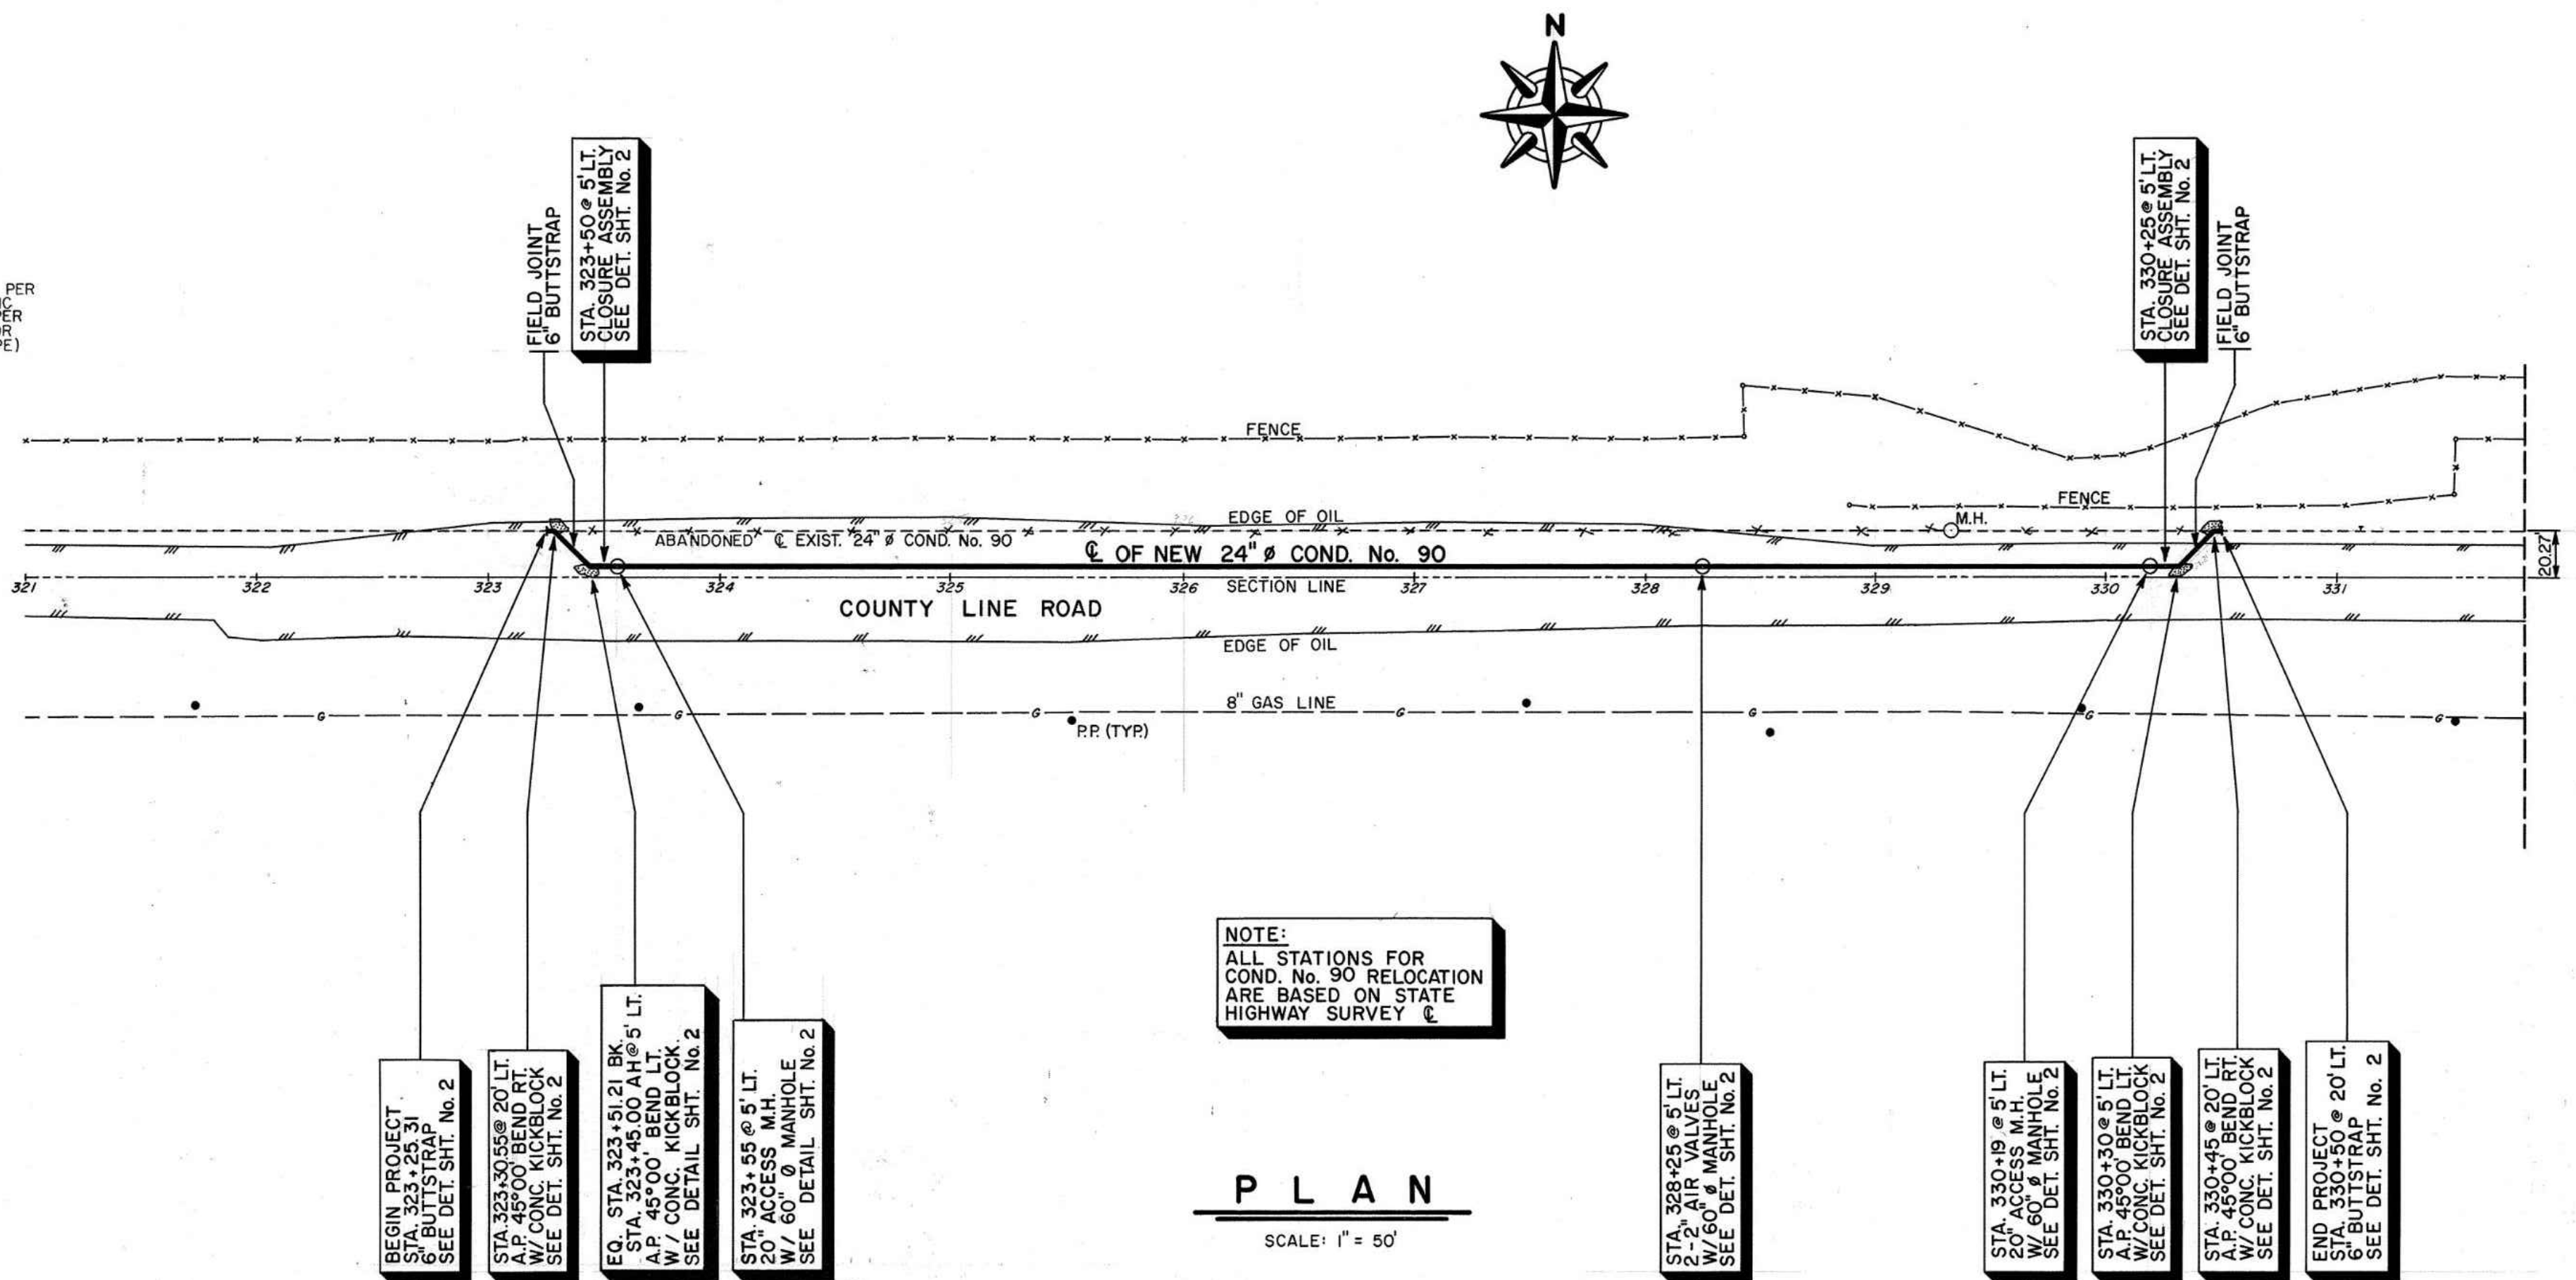 N
PER
IC
PER
OR
PE)
FIELD JOINT
6" BUTTSTRAP
STA. 323+50 @ 5' LT.
CLOSURE ASSEMBLY
SEE DET. SHT. No. 2
STA. 330+25 @ 5' LT.
CLOSURE ASSEMBLY
SEE DET. SHT. No. 2
FIELD JOINT
6" BUTTSTRAP
FENCE
FENCE
EDGE OF OIL
M.H.
ABANDONED ℄ EXIST. 24" ø COND. No. 90
℄ OF NEW 24" ø COND. No. 90
20.27'
321 322 323 324 325 326 327 328 329 330 331
SECTION LINE
COUNTY LINE ROAD
EDGE OF OIL
8" GAS LINE
G G G G G G G
P.P. (TYP.)
NOTE:
ALL STATIONS FOR
COND. No. 90 RELOCATION
ARE BASED ON STATE
HIGHWAY SURVEY ℄
BEGIN PROJECT
STA. 323+25.31
6" BUTTSTRAP
SEE DET. SHT. No. 2
STA. 323+30.55 @ 20' LT.
A.P. 45°00' BEND RT.
W/ CONC. KICKBLOCK
SEE DET. SHT. No. 2
EQ. STA. 323+51.21 BK.
STA. 323+45.00 AH @ 5' LT.
A.P. 45°00' BEND LT.
W/ CONC. KICKBLOCK.
SEE DETAIL SHT. No. 2
STA. 323+55 @ 5' LT.
20" ACCESS M.H.
W/ 60" Ø MANHOLE
SEE DETAIL SHT. No. 2
STA. 328+25 @ 5' LT.
2-2" AIR VALVES
W/ 60" ø MANHOLE
SEE DET. SHT. No. 2
STA. 330+19 @ 5' LT.
20" ACCESS M.H.
W/ 60" ø MANHOLE
SEE DET. SHT. No. 2
STA. 330+30 @ 5' LT.
A.P. 45°00' BEND LT.
W/ CONC. KICKBLOCK
SEE DET. SHT. No. 2
STA. 330+45 @ 20' LT.
A.P. 45°00' BEND RT.
W/ CONC. KICKBLOCK
SEE DET. SHT. No. 2
END PROJECT
STA. 330+50 @ 20' LT.
6" BUTTSTRAP
SEE DET. SHT. No. 2
PLAN
SCALE: 1" = 50'